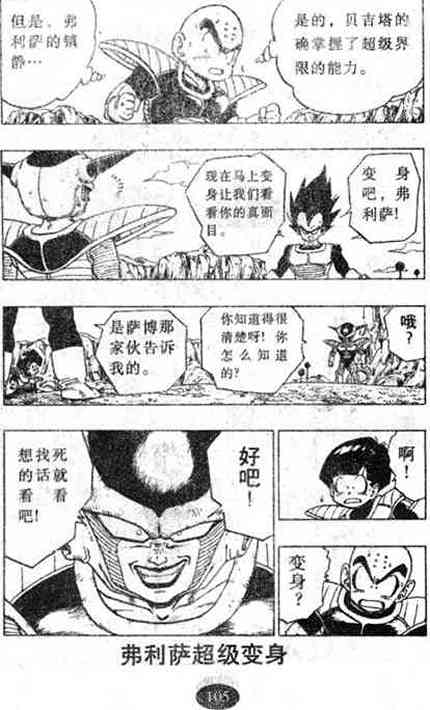 是的，贝吉塔的
确掌握了超级界
限的能力。
但是、弗
利萨的镇
静…
变 身
吧，弗
利萨!
现在马上变
身让我们看
看你的真面
目。
哦？
你知道得很
清楚呀！你
怎么知道
的？
是萨博那
家伙告诉
我的。
啊！
变身？
好吧！
想找死
的话就
看 看
吧！
弗利萨超级变身
105